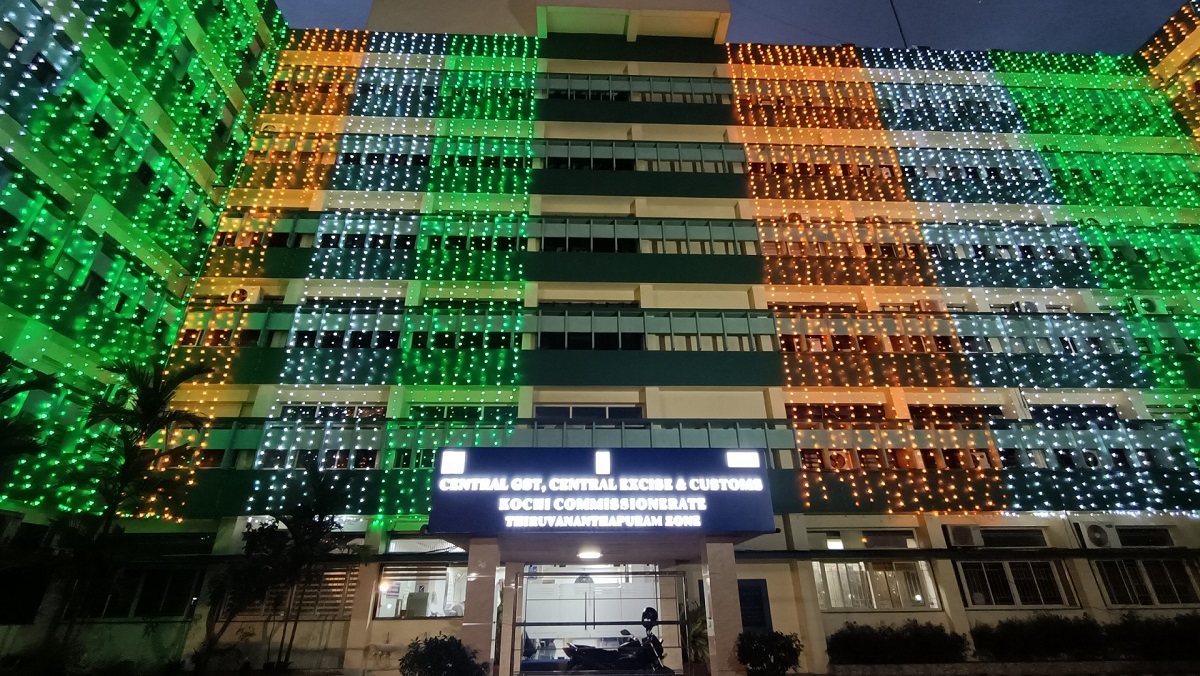 CENTRAL GST, CENTRAL EXCISE & CUSTOMS
KOCHI COMMISSIONERATE
THIRUVANANTHAPURAM ZONE